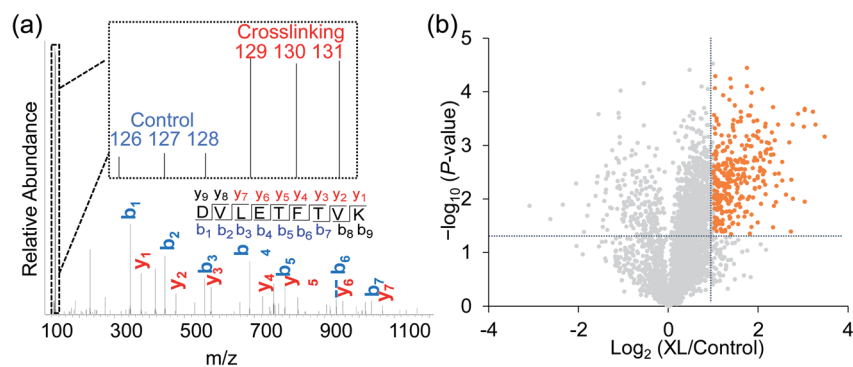 (a)
Crosslinking
129 130 131
Control
126 127 128
Relative Abundance
y9 y8 y7 y6 y5 y4 y3 y2 y1
D V L E T F T V K
b1 b2 b3 b4 b5 b6 b7 b8 b9
b1
b2
y1
y2
b3
y3
b 4
y4
b5
y 5
b6
y6
b7
y7
100 300 500 700 900 1100
m/z
(b)
5
4
3
2
1
0
−log10 (P-value)
-4 -2 0 2 4
Log2 (XL/Control)